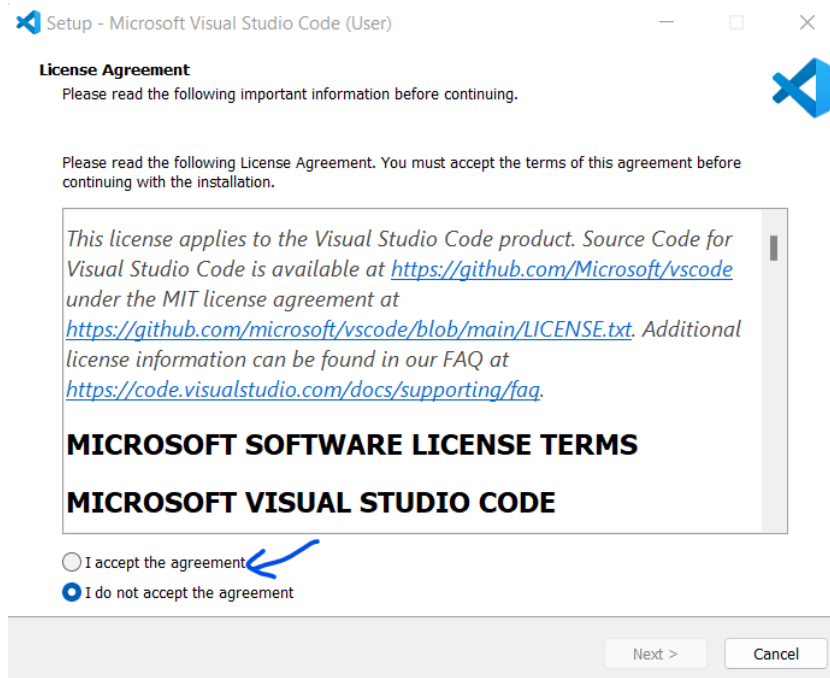 Setup - Microsoft Visual Studio Code (User)
License Agreement
Please read the following important information before continuing.
Please read the following License Agreement. You must accept the terms of this agreement before
continuing with the installation.
This license applies to the Visual Studio Code product. Source Code for
Visual Studio Code is available at https://github.com/Microsoft/vscode
under the MIT license agreement at
https://github.com/microsoft/vscode/blob/main/LICENSE.txt. Additional
license information can be found in our FAQ at
https://code.visualstudio.com/docs/supporting/faq.
MICROSOFT SOFTWARE LICENSE TERMS
MICROSOFT VISUAL STUDIO CODE
I accept the agreement
I do not accept the agreement
Next >
Cancel